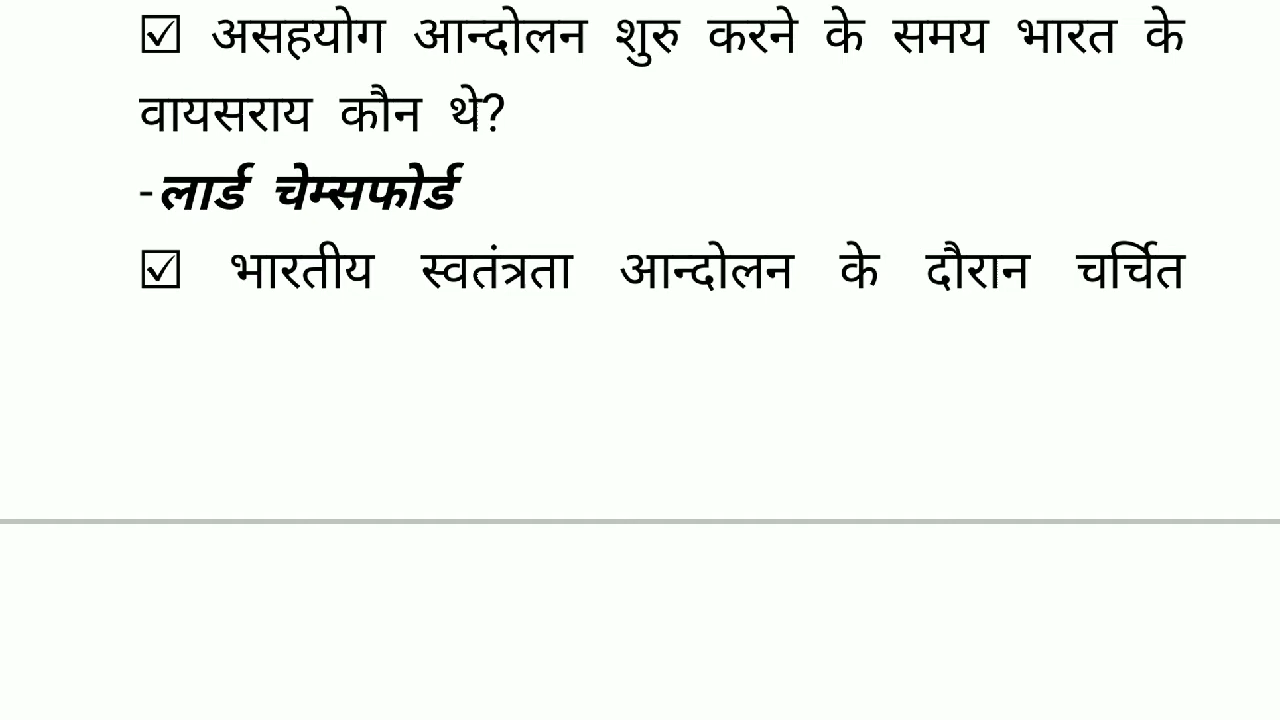 ☑ असहयोग आन्दोलन शुरु करने के समय भारत के
वायसराय कौन थे?
-लार्ड चेम्सफोर्ड
☑ भारतीय स्वतंत्रता आन्दोलन के दौरान चर्चित